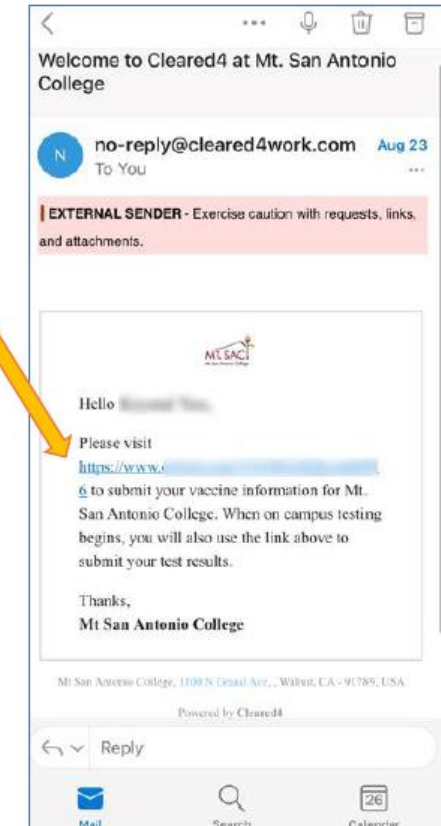 Welcome to Cleared4 at Mt. San Antonio
College
N
no-reply@cleared4work.com Aug 23
To You
EXTERNAL SENDER - Exercise caution with requests, links,
and attachments.
MT. SAC
Mt. San Antonio College
Hello
Please visit
https://www.
6 to submit your vaccine information for Mt.
San Antonio College. When on campus testing
begins, you will also use the link above to
submit your test results.
Thanks,
Mt San Antonio College
Mt San Antonio College, 1100 N Grand Ave, , Walnut, CA - 91789, USA
Powered by Cleared4
Reply
26
Mail Search Calendar